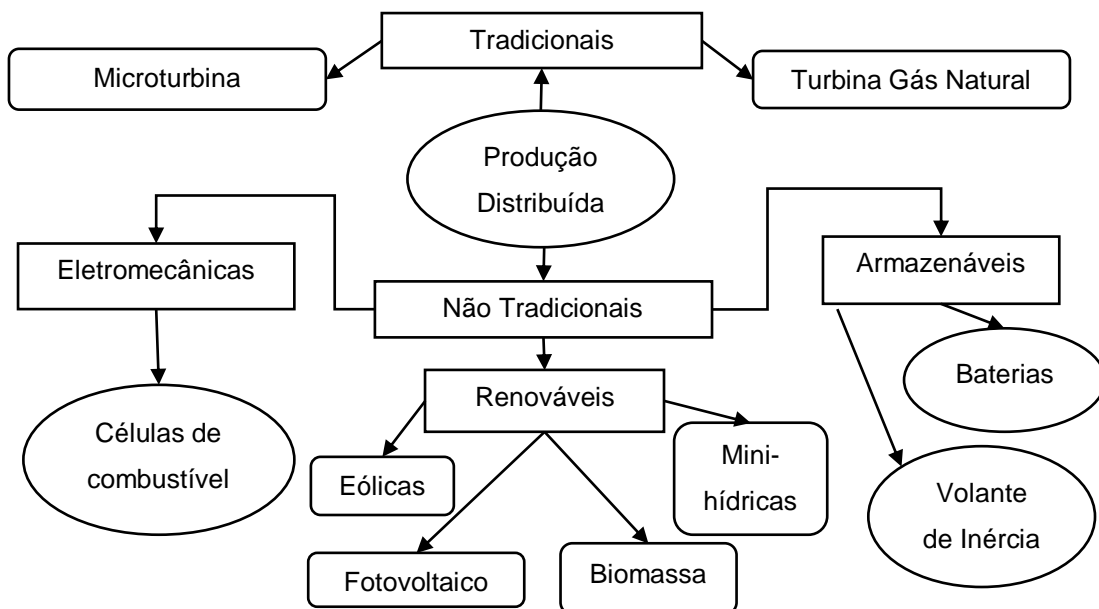 Tradicionais
Microturbina
Turbina Gás Natural
Produção
Distribuída
Eletromecânicas
Armazenáveis
Não Tradicionais
Baterias
Renováveis
Células de
combustível
Mini-
hídricas
Eólicas
Volante
de Inércia
Fotovoltaico
Biomassa